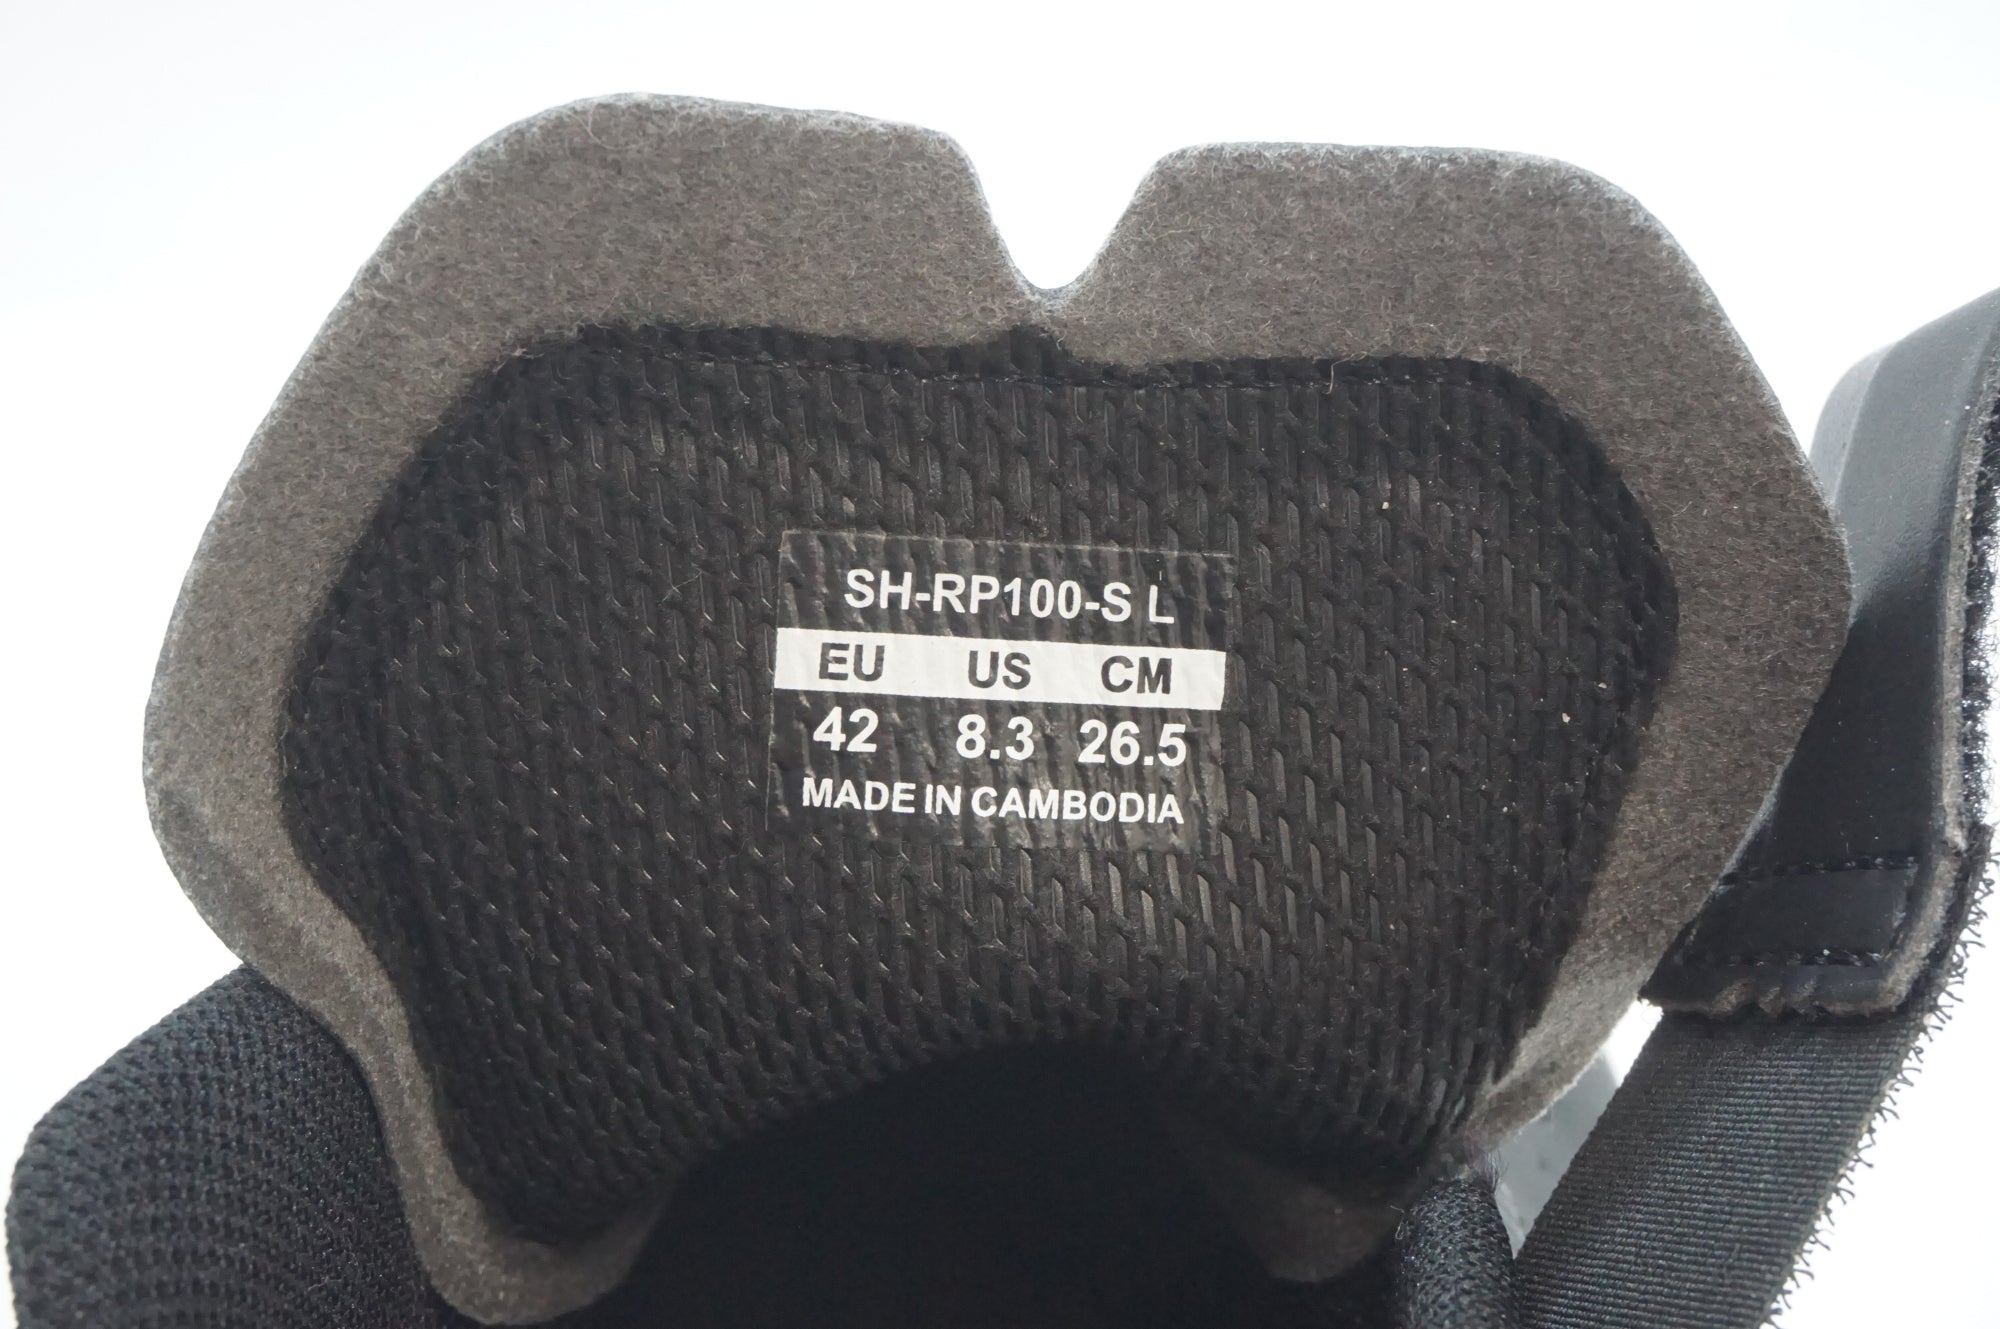 SH-RP100-S L
EU US CM
42 8.3 26.5
MADE IN CAMBODIA